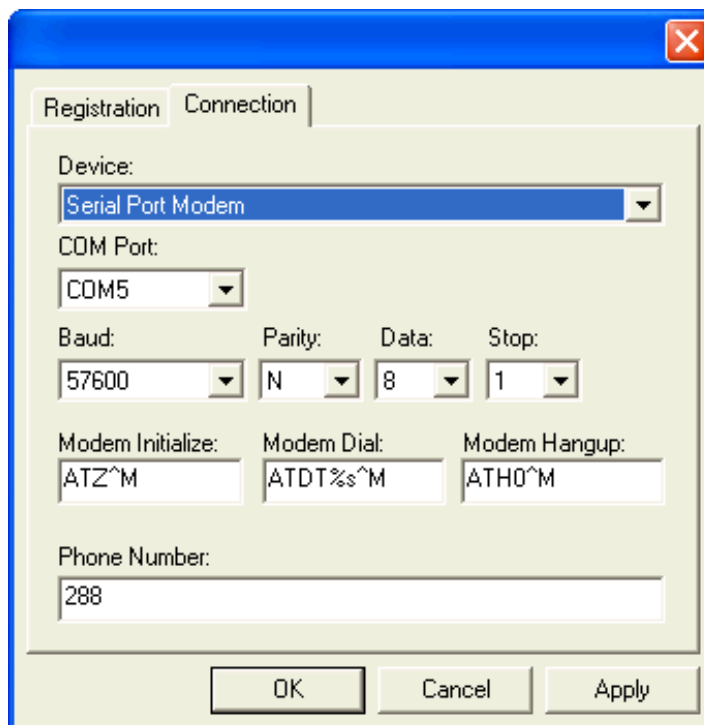 Registration Connection
Device:
Serial Port Modem
COM Port:
COM5
Baud: Parity: Data: Stop:
57600 N 8 1
Modem Initialize: Modem Dial: Modem Hangup:
ATZ^M ATDT%s^M ATH0^M
Phone Number:
288
OK Cancel Apply